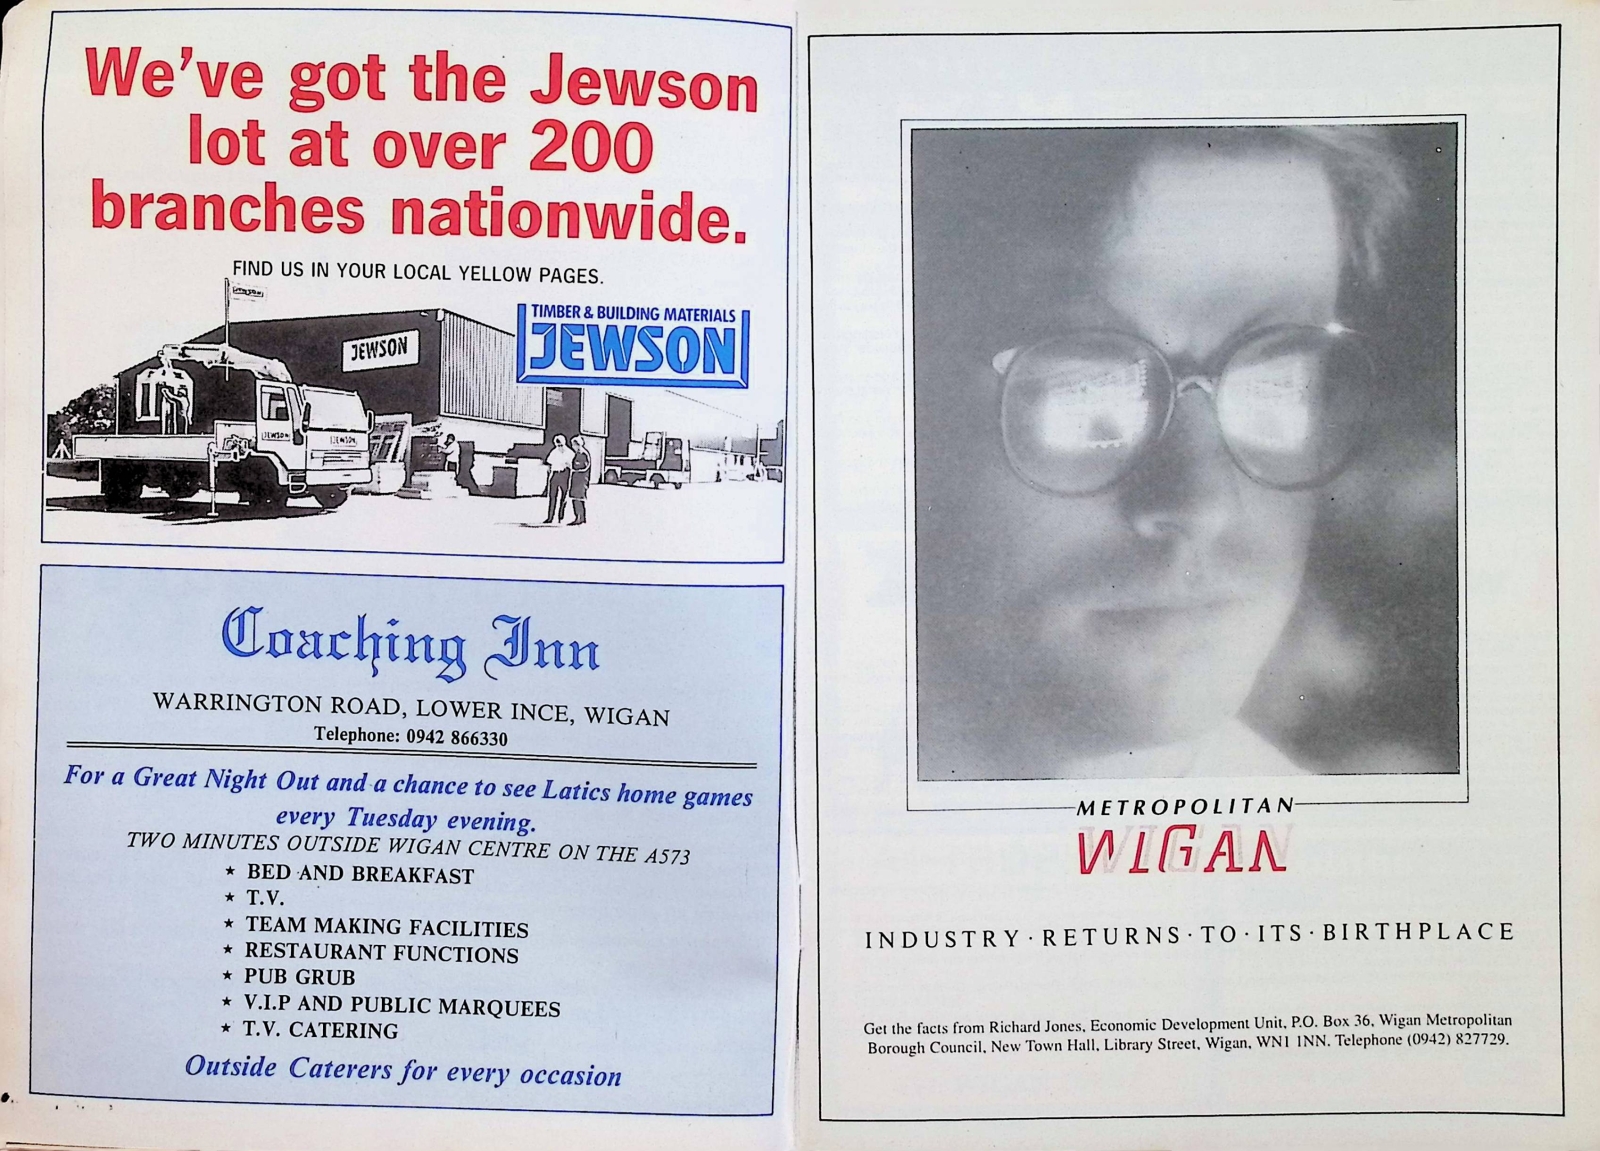 We've got the Jewson
lot at over 200
branches nationwide.
FIND US IN YOUR LOCAL YELLOW PAGES.
JEWSON
TIMBER & BUILDING MATERIALS
JEWSON
JEWSON
JEWSON
JEWSON
Coaching Inn
WARRINGTON ROAD, LOWER INCE, WIGAN
Telephone: 0942 866330
For a Great Night Out and a chance to see Latics home games
every Tuesday evening.
TWO MINUTES OUTSIDE WIGAN CENTRE ON THE A573
★ BED AND BREAKFAST
★ T.V.
★ TEAM MAKING FACILITIES
★ RESTAURANT FUNCTIONS
★ PUB GRUB
★ V.I.P AND PUBLIC MARQUEES
★ T.V. CATERING
Outside Caterers for every occasion
METROPOLITAN
WIGAN
INDUSTRY · RETURNS · TO · ITS · BIRTHPLACE
Get the facts from Richard Jones, Economic Development Unit, P.O. Box 36, Wigan Metropolitan
Borough Council, New Town Hall, Library Street, Wigan, WN1 1NN. Telephone (0942) 827729.